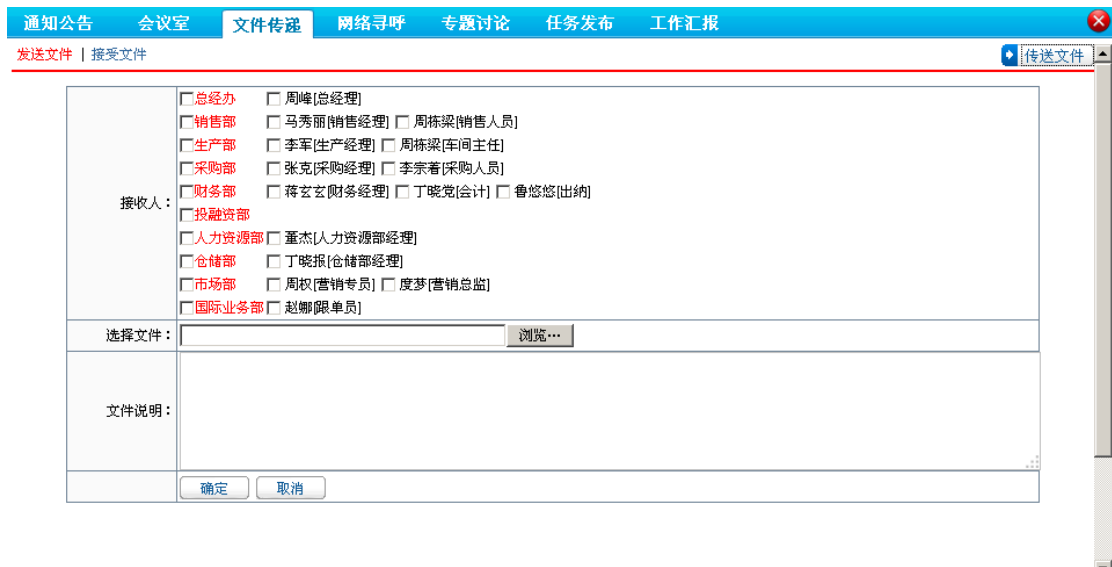 通知公告 会议室 文件传递 网络寻呼 专题讨论 任务发布 工作汇报
发送文件 | 接受文件 传送文件
总经办 周峰[总经理]
销售部 马秀丽[销售经理] 周栋梁[销售人员]
生产部 李军[生产经理] 周栋梁[车间主任]
采购部 张克[采购经理] 李宗着[采购人员]
接收人：
财务部 蒋玄玄[财务经理] 丁晓党[会计] 鲁悠悠[出纳]
投融资部
人力资源部 董杰[人力资源部经理]
仓储部 丁晓报[仓储部经理]
市场部 周权[营销专员] 度梦[营销总监]
国际业务部 赵娜[跟单员]
选择文件： 浏览…
文件说明：
确定 取消